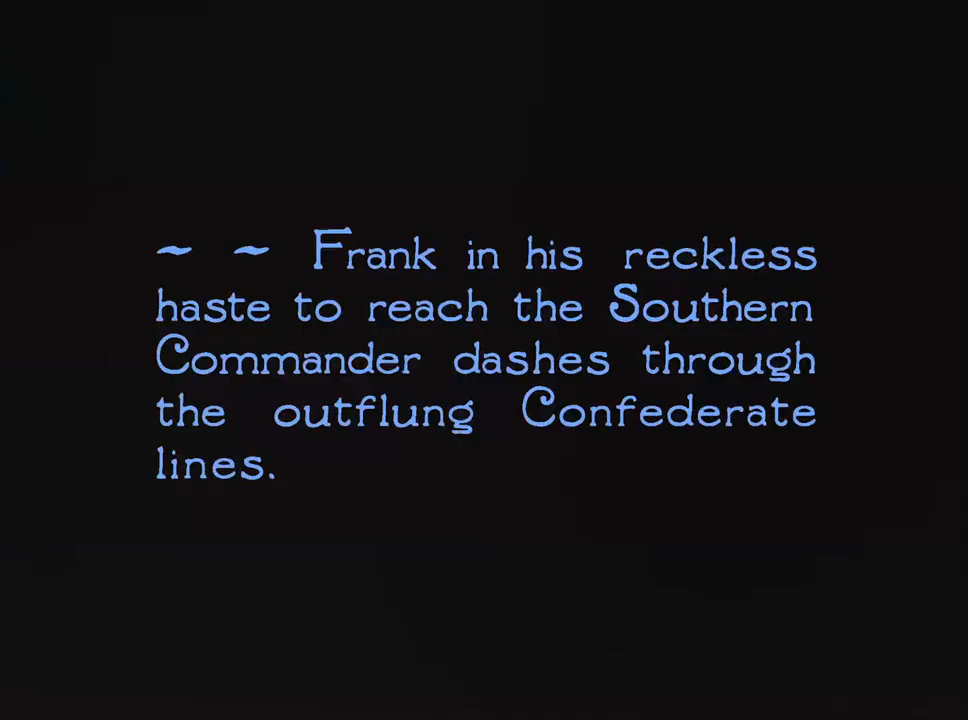 ~ ~ Frank in his reckless
haste to reach the Southern
Commander dashes through
the outflung Confederate
lines.